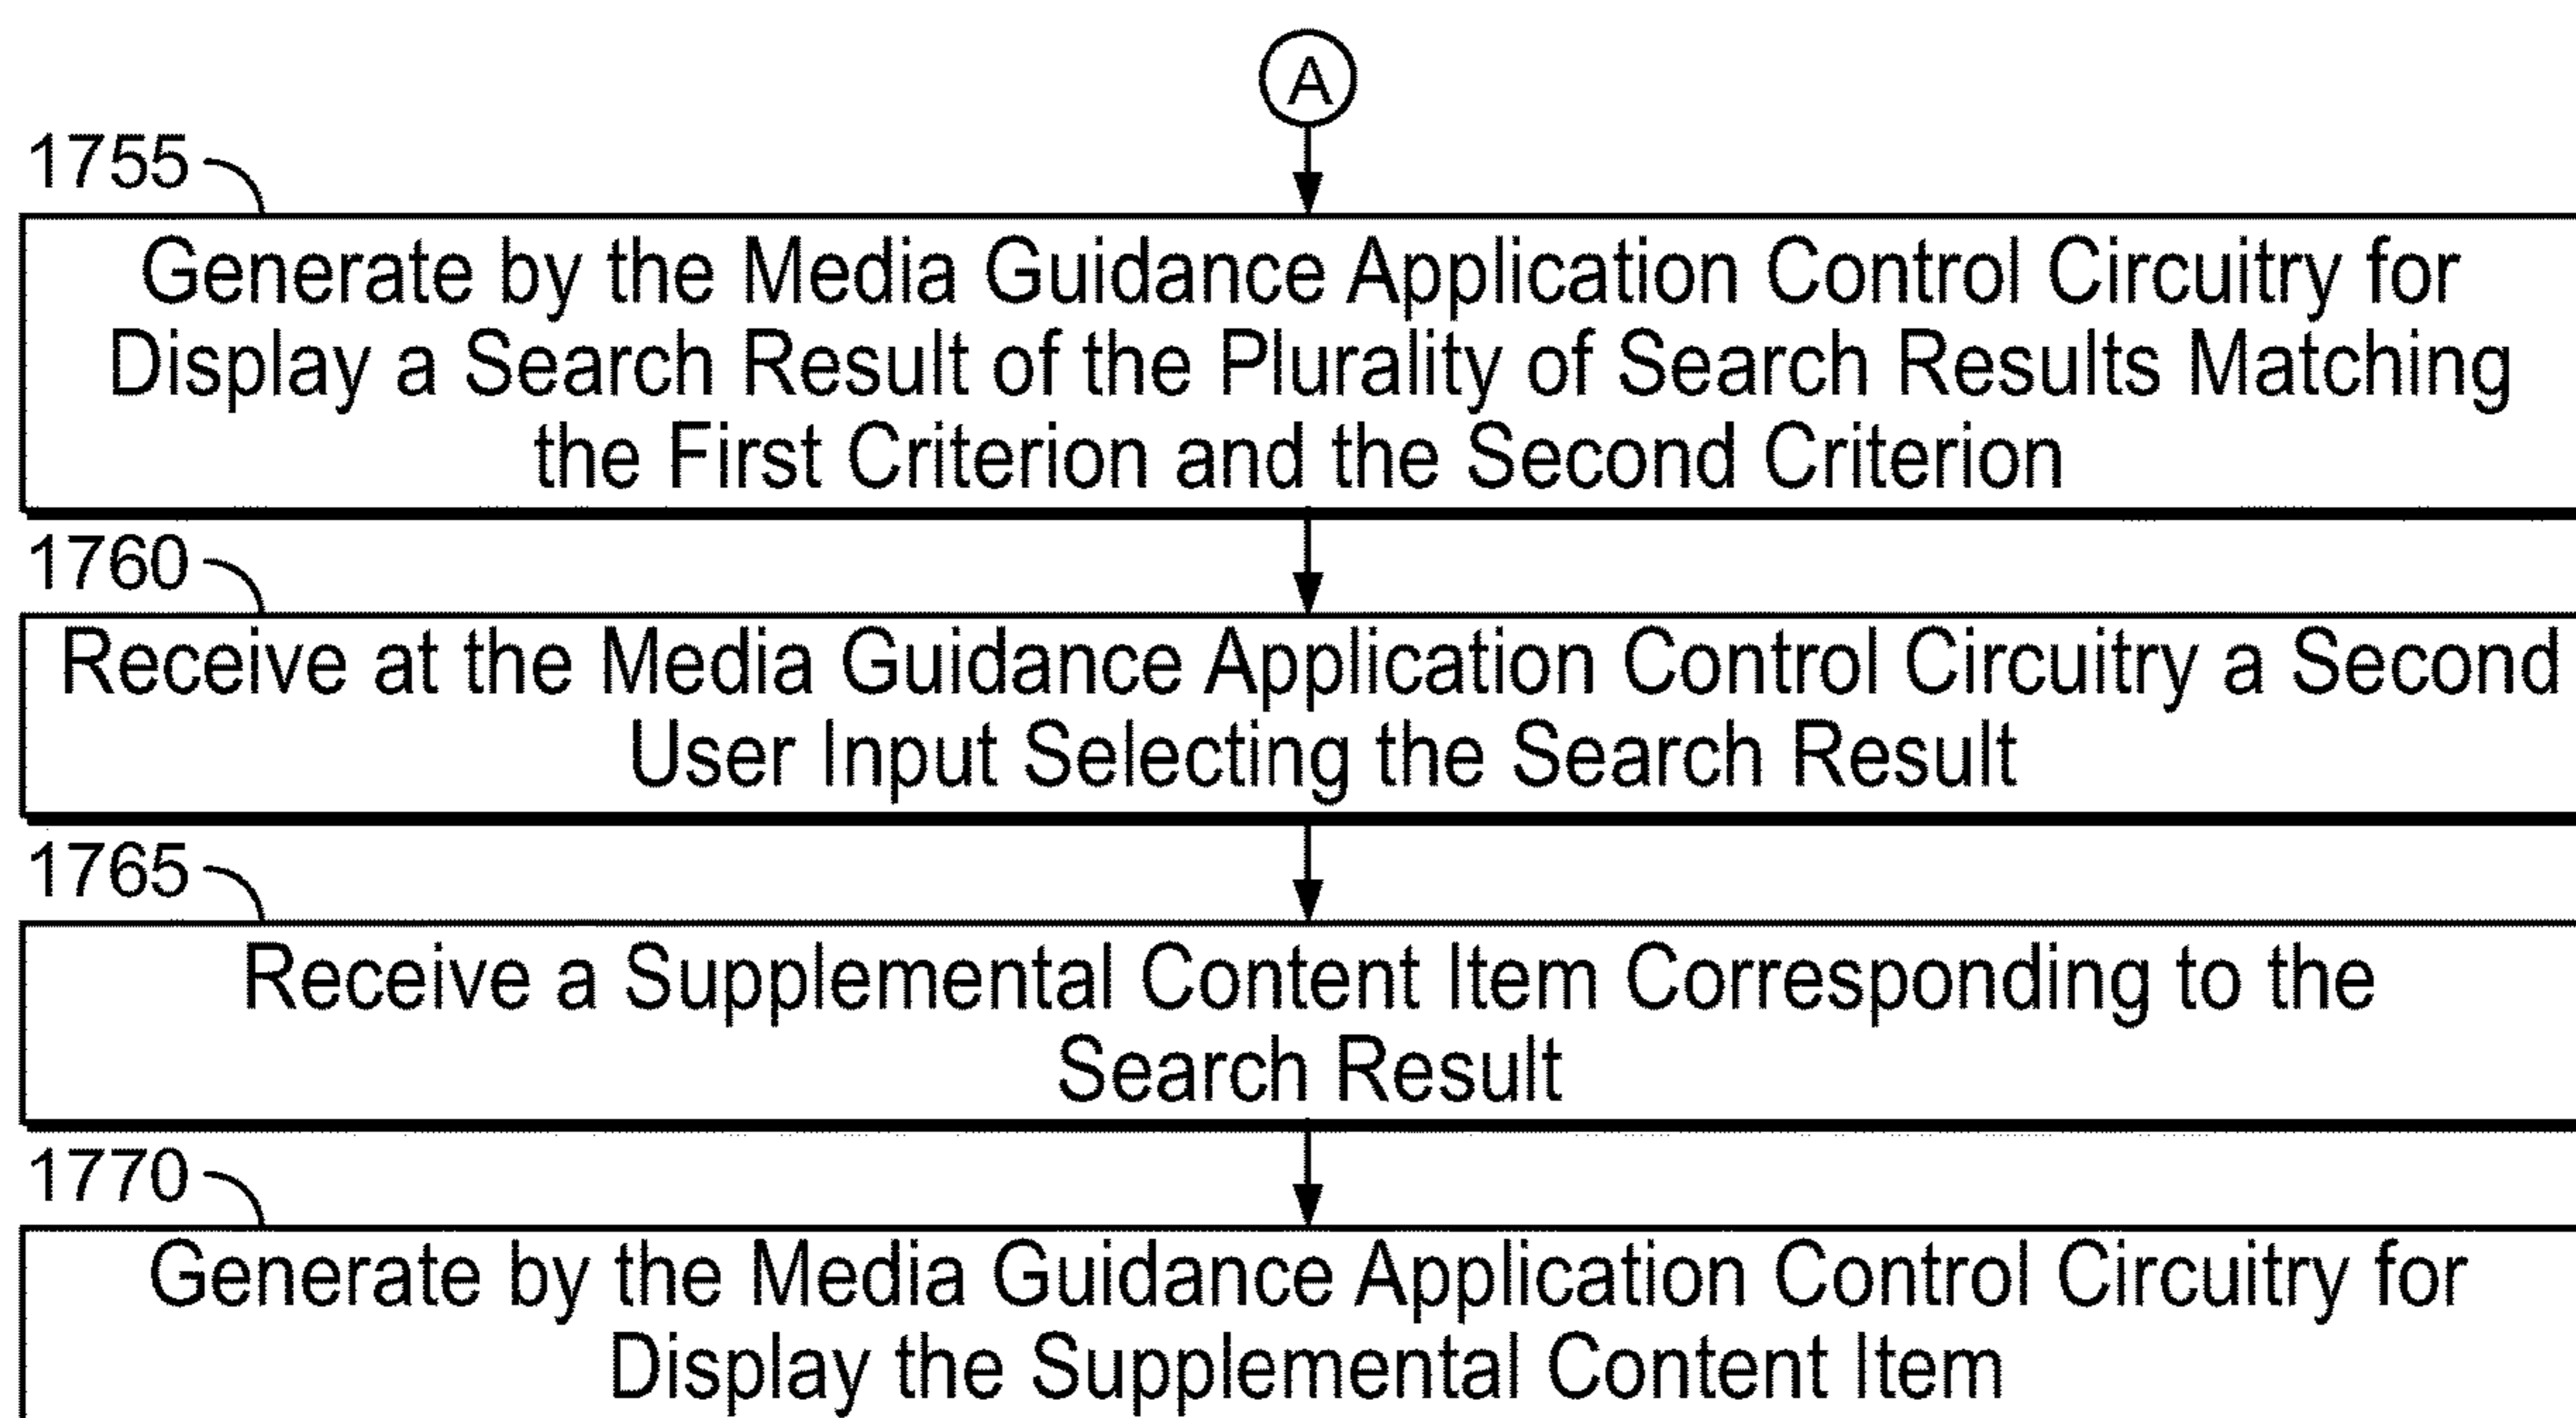 A
1755
Generate by the Media Guidance Application Control Circuitry for
Display a Search Result of the Plurality of Search Results Matching
the First Criterion and the Second Criterion
1760
Receive at the Media Guidance Application Control Circuitry a Second
User Input Selecting the Search Result
1765
Receive a Supplemental Content Item Corresponding to the
Search Result
1770
Generate by the Media Guidance Application Control Circuitry for
Display the Supplemental Content Item